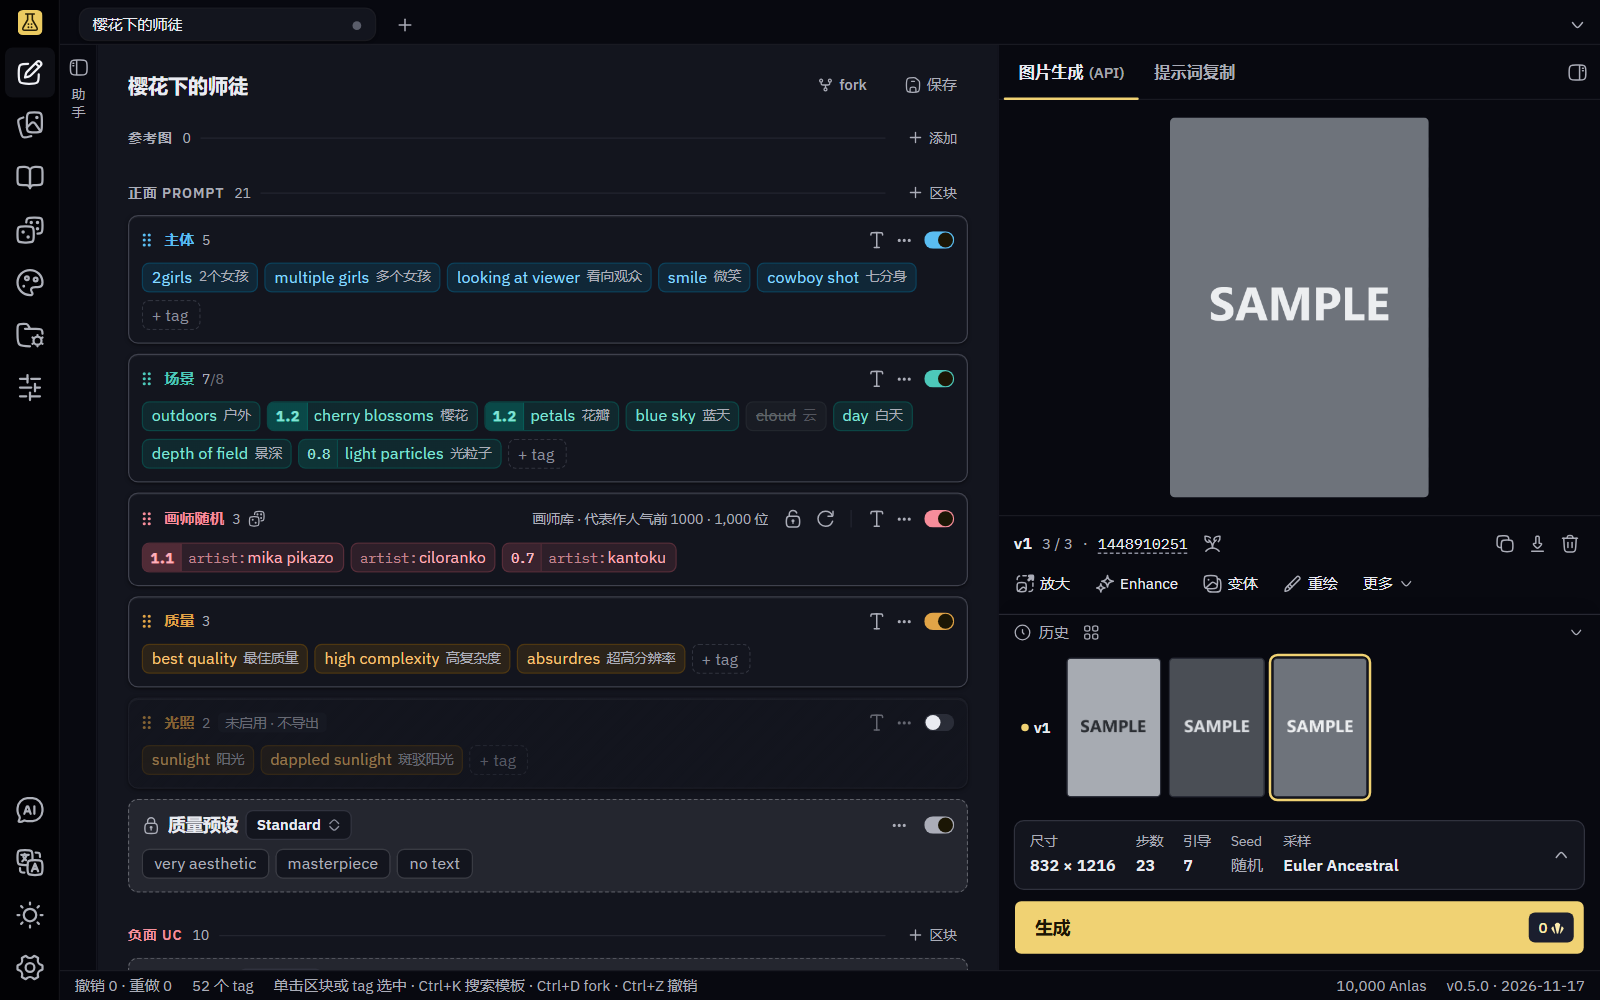 樱花下的师徒
助手
樱花下的师徒
fork
保存
参考图 0
添加
正面 PROMPT 21
区块
主体 5
2girls 2个女孩
multiple girls 多个女孩
looking at viewer 看向观众
smile 微笑
cowboy shot 七分身
+ tag
场景 7/8
outdoors 户外
1.2 cherry blossoms 樱花
1.2 petals 花瓣
blue sky 蓝天
cloud 云
day 白天
depth of field 景深
0.8 light particles 光粒子
+ tag
画师随机 3
画师库 · 代表作人气前 1000 · 1,000 位
1.1 artist:mika pikazo
artist:ciloranko
0.7 artist:kantoku
质量 3
best quality 最佳质量
high complexity 高复杂度
absurdres 超高分辨率
+ tag
光照 2 未启用 · 不导出
sunlight 阳光
dappled sunlight 斑驳阳光
+ tag
质量预设 Standard
very aesthetic
masterpiece
no text
负面 UC 10
区块
图片生成 (API)
提示词复制
SAMPLE
v1 3 / 3 · 1448910251
放大
Enhance
变体
重绘
更多
历史
v1
SAMPLE
SAMPLE
SAMPLE
尺寸 步数 引导 Seed 采样
832 × 1216 23 7 随机 Euler Ancestral
生成
0
AI
A
撤销 0 · 重做 0
52 个 tag
单击区块或 tag 选中 · Ctrl+K 搜索模板 · Ctrl+D fork · Ctrl+Z 撤销
10,000 Anlas
v0.5.0 · 2026-11-17